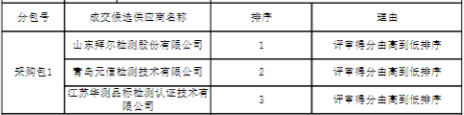 分包号 成交候选供应商名称 排序 理由
山东拜尔检测股份有限公司 1 评审得分由高到低排序
采购包1 青岛元信检测技术有限公司 2 评审得分由高到低排序
江苏华测品标检测认证技术有
限公司 3 评审得分由高到低排序